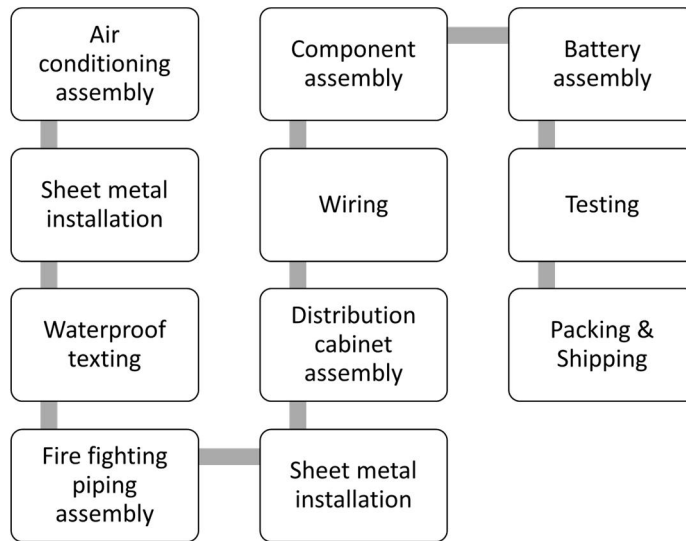 Air
conditioning
assembly
Sheet metal
installation
Waterproof
texting
Fire fighting
piping
assembly
Sheet metal
installation
Distribution
cabinet
assembly
Wiring
Component
assembly
Battery
assembly
Testing
Packing &
Shipping